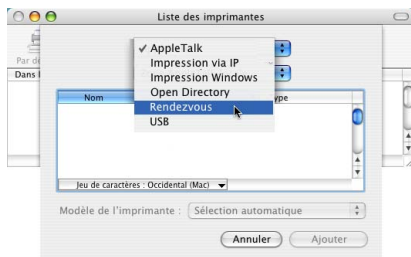 Liste des imprimantes
Par dé
Dans l
✓ AppleTalk
Impression via IP
Impression Windows
Open Directory
Rendezvous
USB
Nom
ype
Jeu de caractères : Occidental (Mac)
Modèle de l'imprimante : Sélection automatique
Annuler Ajouter